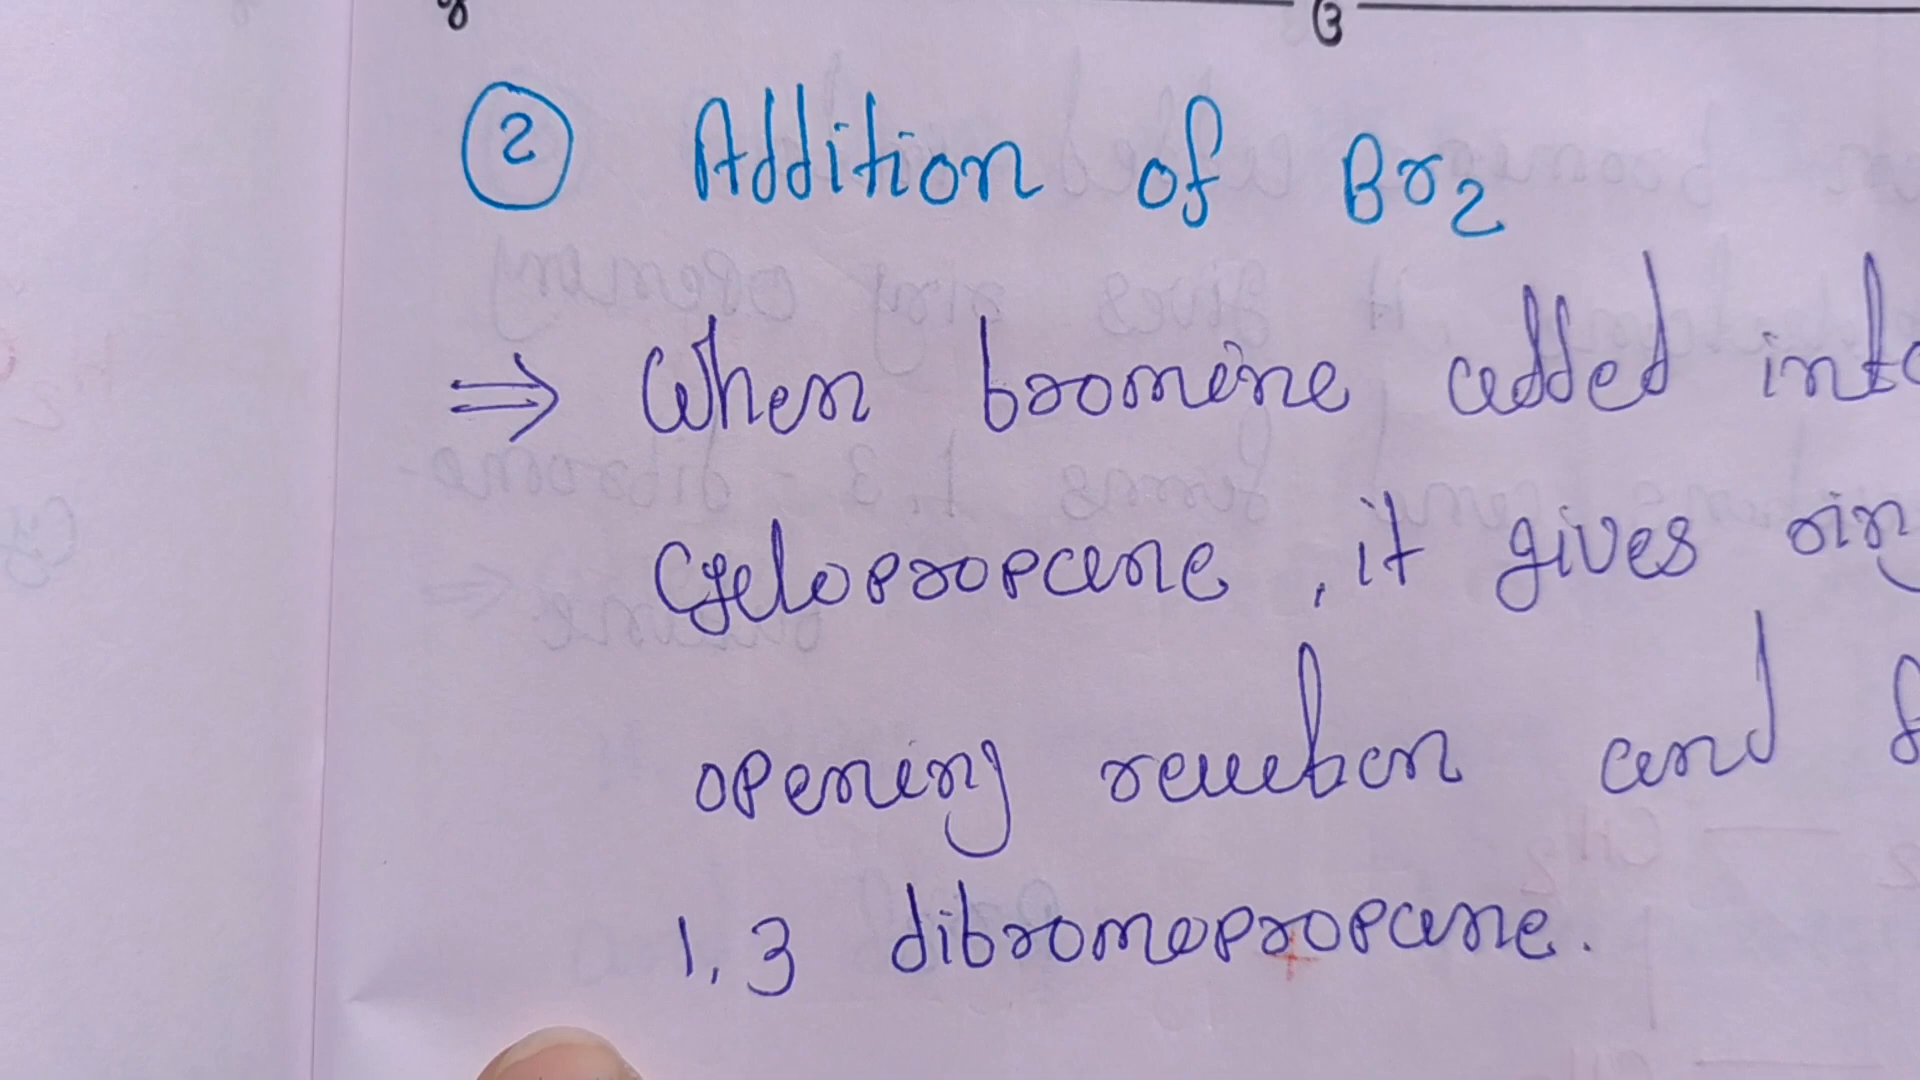 ② Addition of Br2
⇒ When bromine added into
Cyclopropane, it gives ring
opening reaction and f
1,3 dibromopropane.